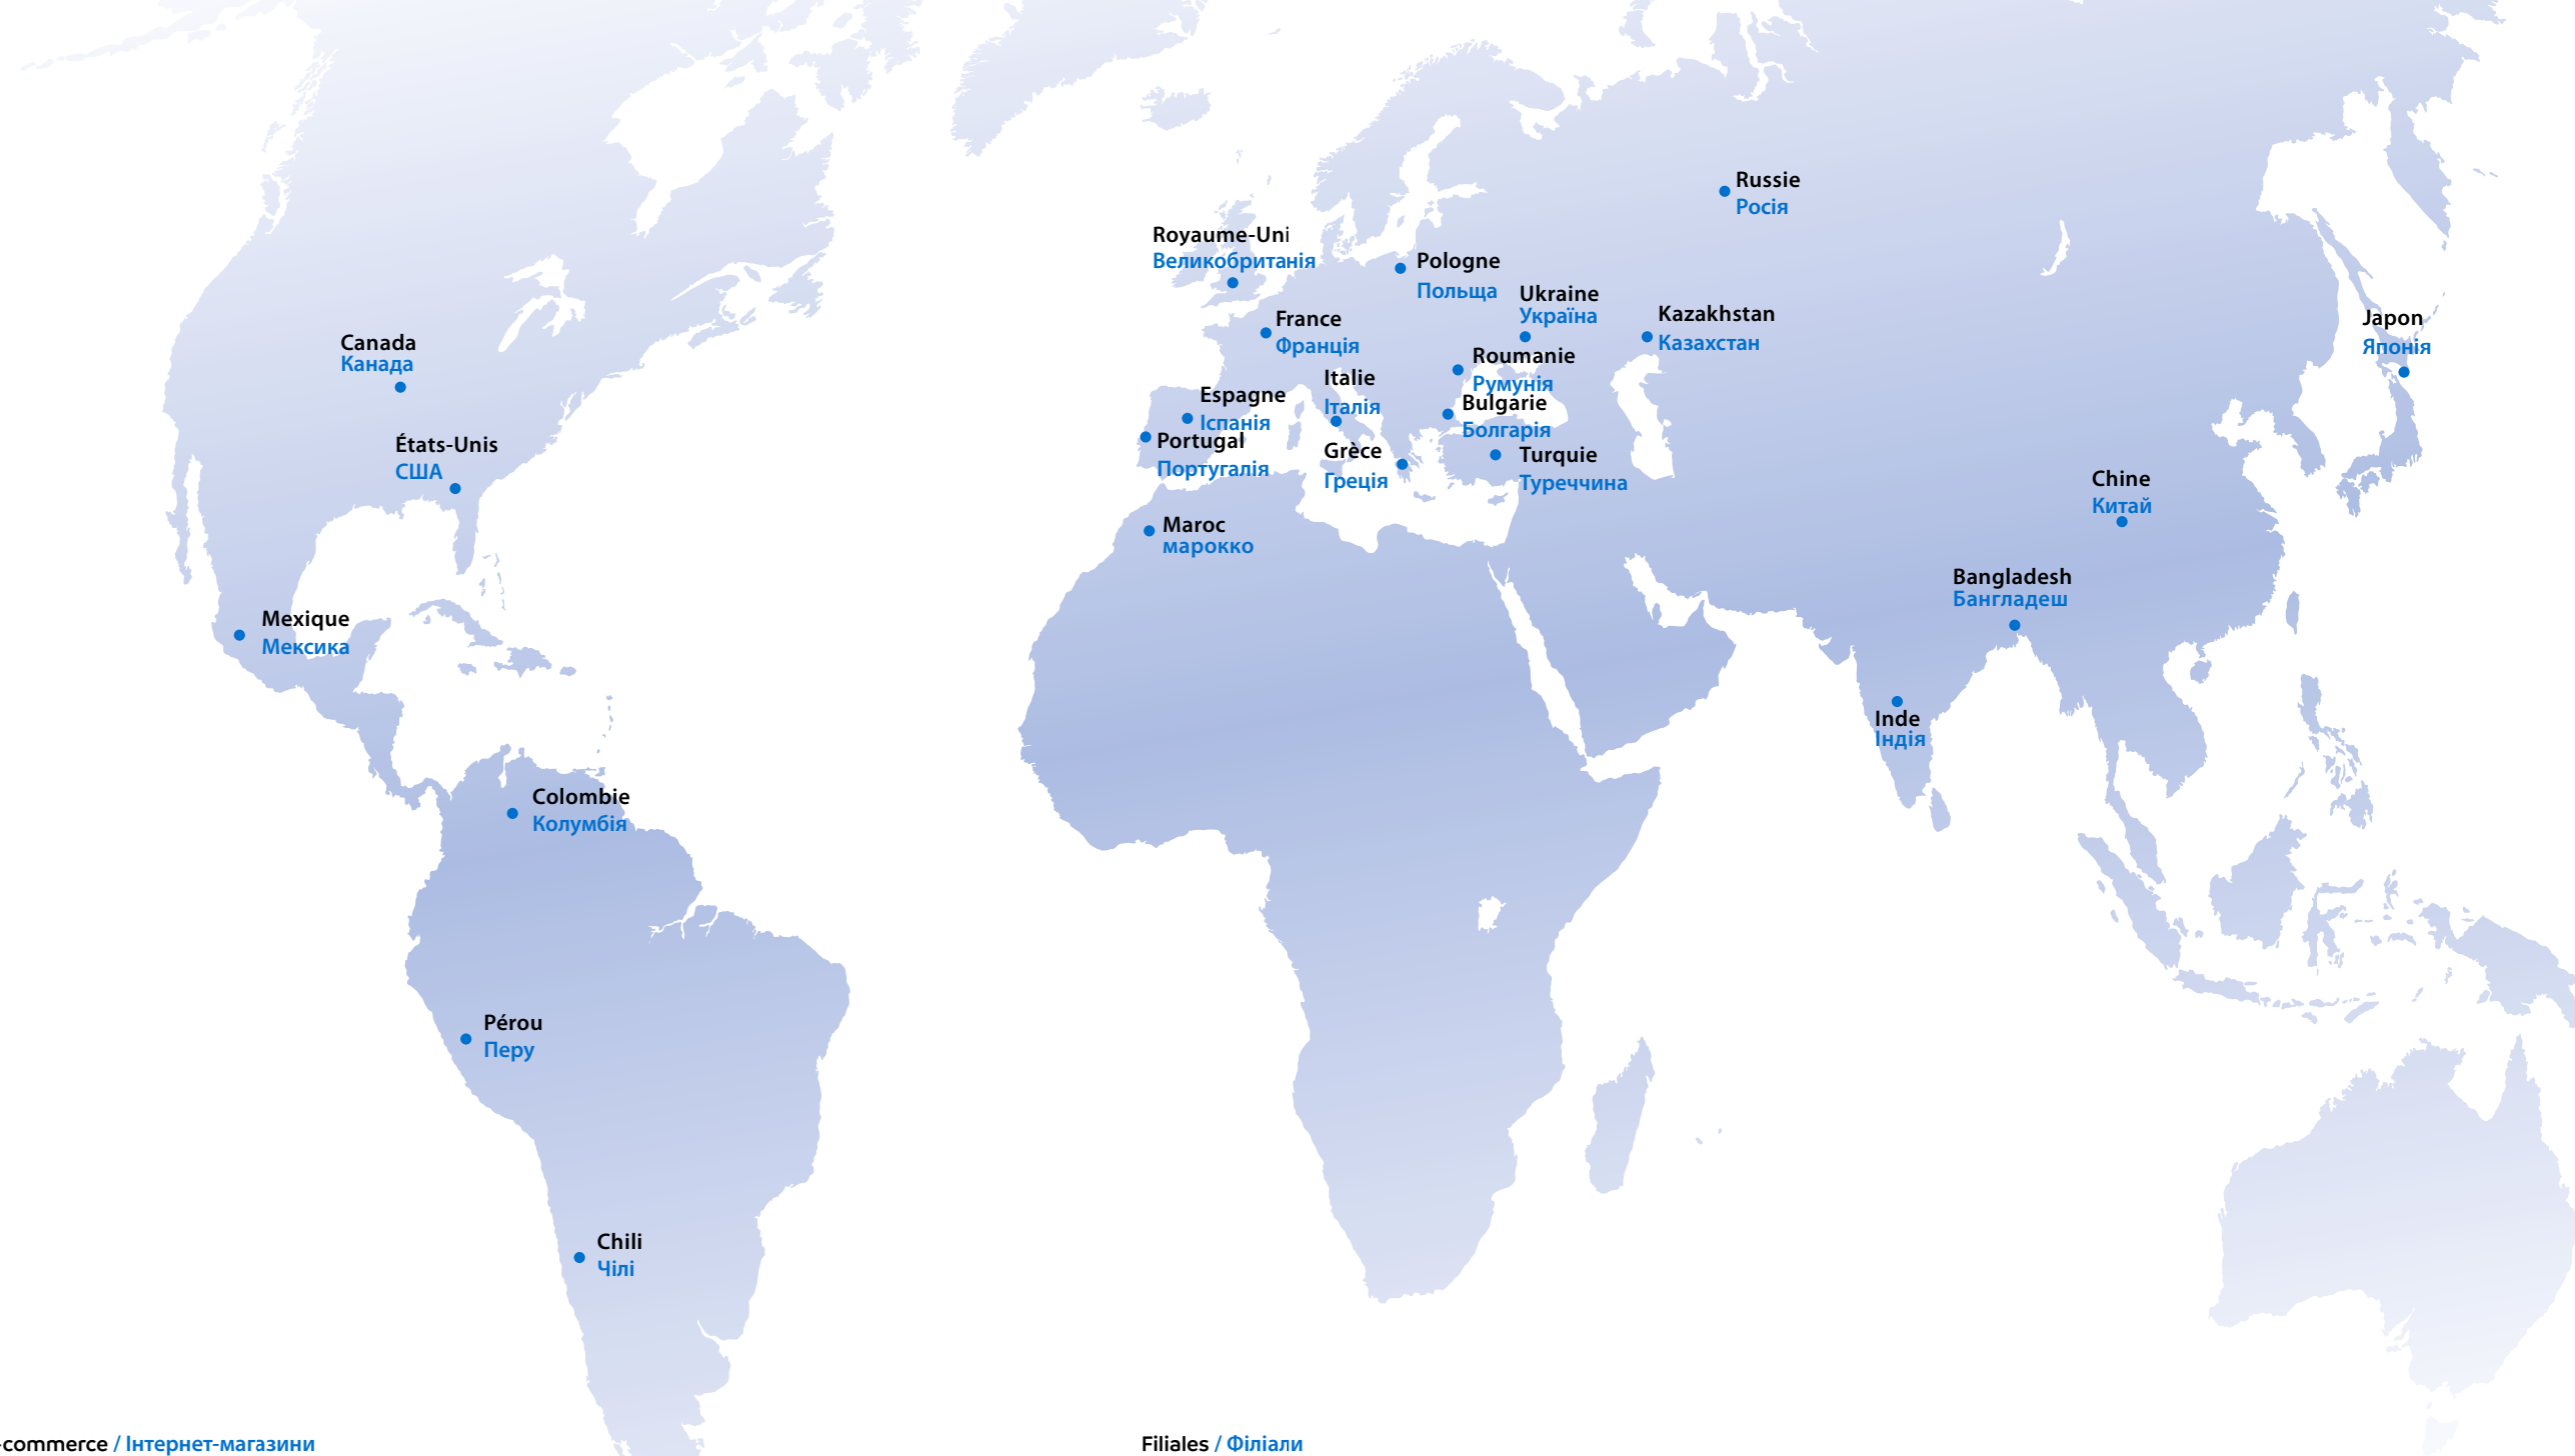 Russie
Росія
Royaume-Uni
Великобританія
Pologne
Польща
Ukraine
Україна
Kazakhstan
Казахстан
France
Франція
Japon
Японія
Canada
Канада
Roumanie
Румунія
Italie
Італія
Espagne
Іспанія
Bulgarie
Болгарія
Portugal
Португалія
États-Unis
США
Grèce
Греція
Turquie
Туреччина
Chine
Китай
Maroc
марокко
Bangladesh
Бангладеш
Mexique
Мексика
Inde
Індія
Colombie
Колумбія
Pérou
Перу
Chili
Чілі
-commerce / Інтернет-магазини
Filiales / Філіали